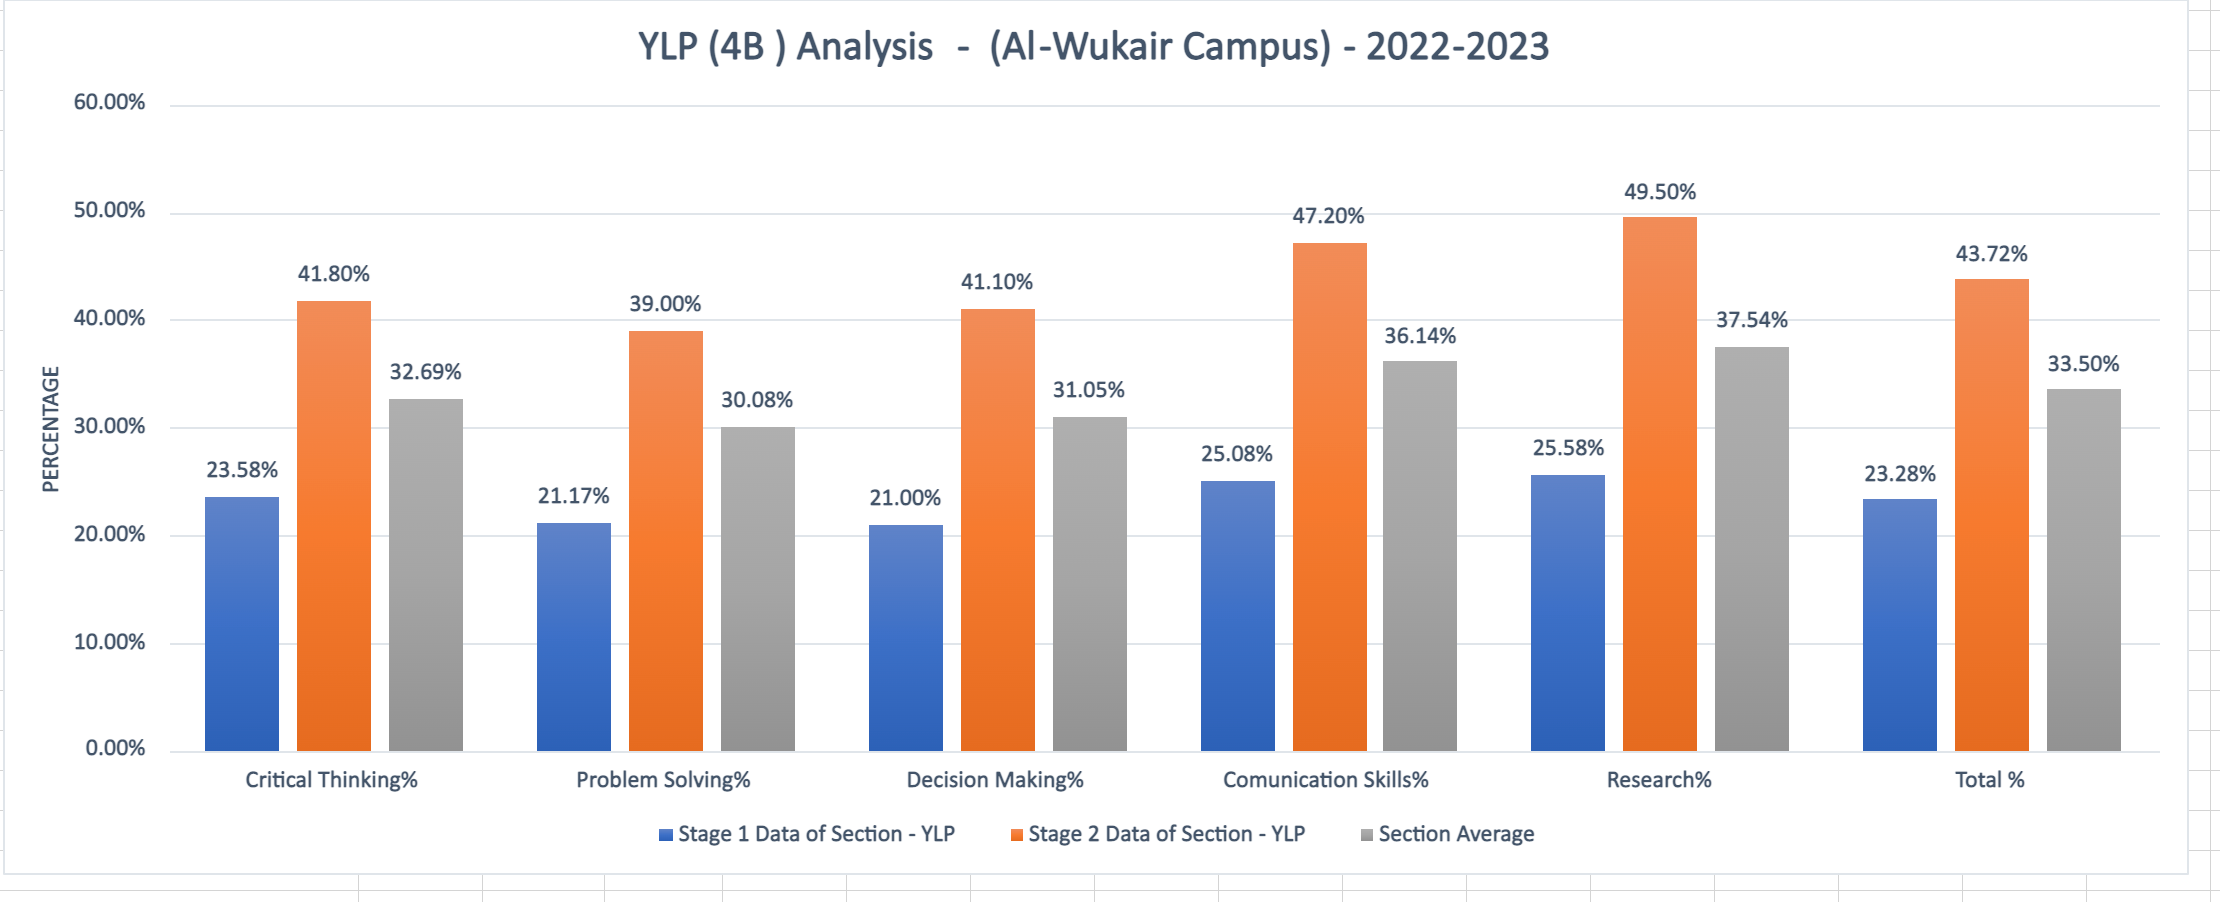 YLP (4B ) Analysis - (Al-Wukair Campus) - 2022-2023
60.00%
50.00%
40.00%
30.00%
20.00%
10.00%
0.00%
PERCENTAGE
23.58% 41.80% 32.69%
21.17% 39.00% 30.08%
21.00% 41.10% 31.05%
25.08% 47.20% 36.14%
25.58% 49.50% 37.54%
23.28% 43.72% 33.50%
Critical Thinking% Problem Solving% Decision Making% Comunication Skills% Research% Total %
Stage 1 Data of Section - YLP Stage 2 Data of Section - YLP Section Average